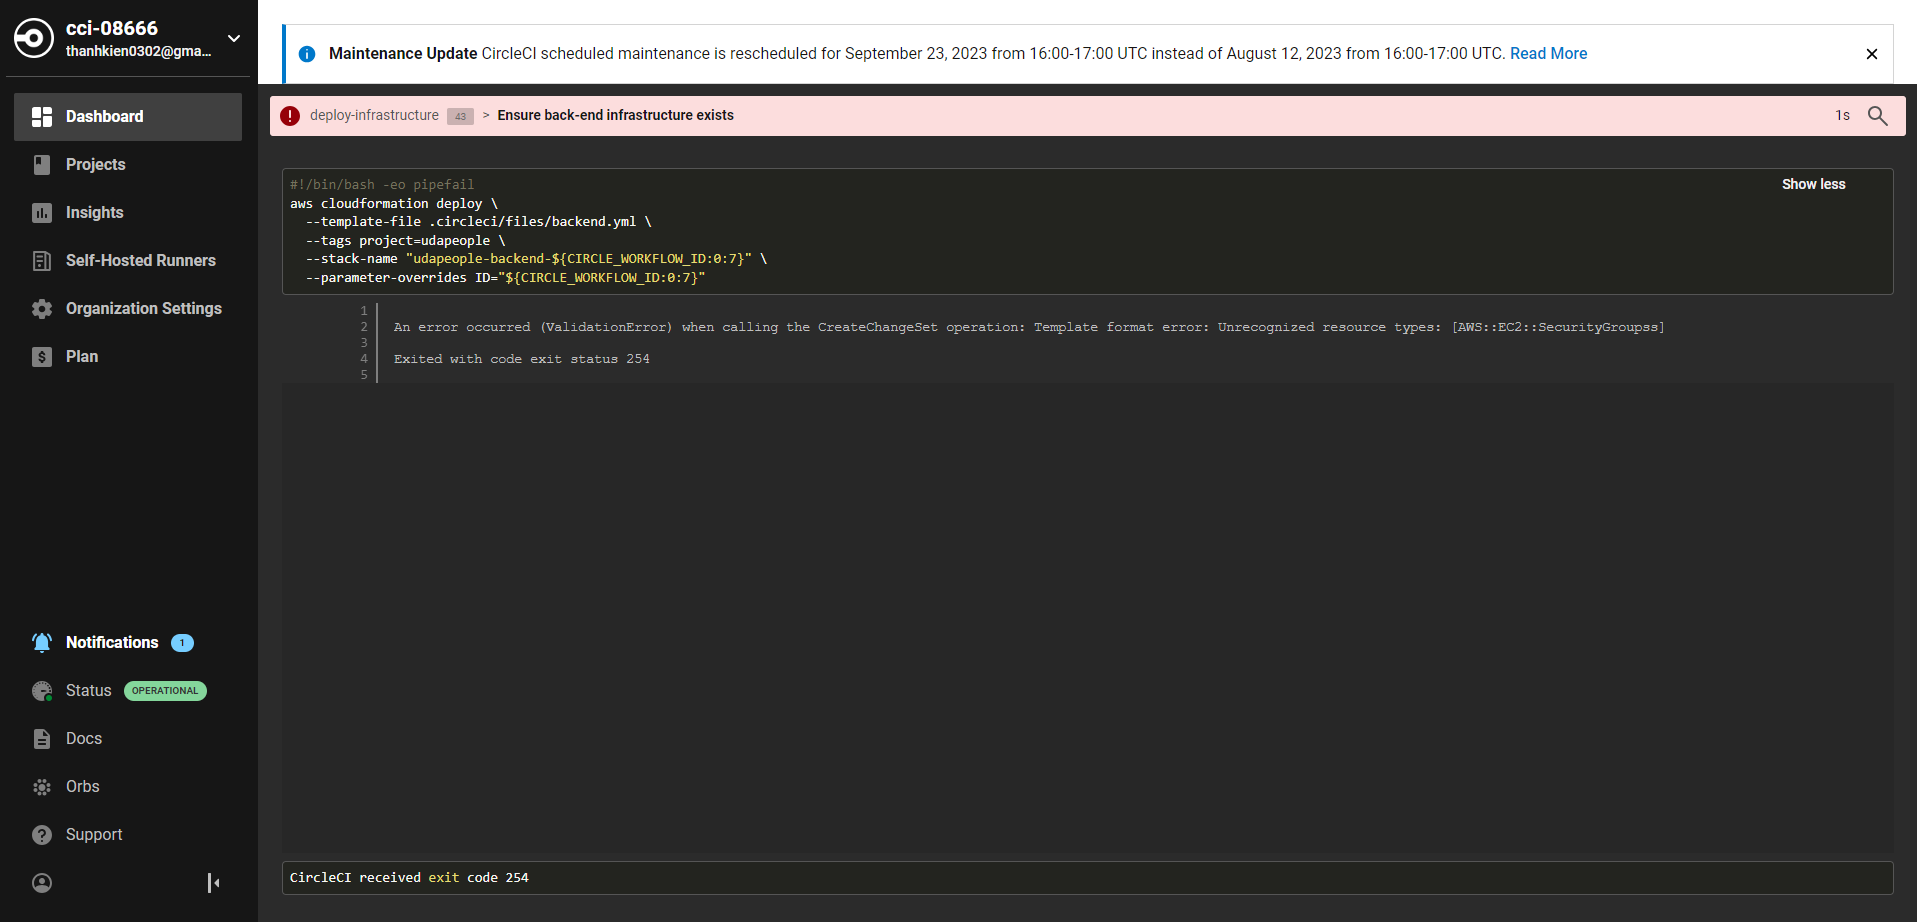 cci-08666
thanhkien0302@gma...
Dashboard
Projects
Insights
Self-Hosted Runners
Organization Settings
Plan
Notifications 1
Status OPERATIONAL
Docs
Orbs
Support
Maintenance Update CircleCI scheduled maintenance is rescheduled for September 23, 2023 from 16:00-17:00 UTC instead of August 12, 2023 from 16:00-17:00 UTC. Read More
deploy-infrastructure 43 > Ensure back-end infrastructure exists 1s
#!/bin/bash -eo pipefail
Show less
aws cloudformation deploy \
--template-file .circleci/files/backend.yml \
--tags project=udapeople \
--stack-name "udapeople-backend-${CIRCLE_WORKFLOW_ID:0:7}" \
--parameter-overrides ID="${CIRCLE_WORKFLOW_ID:0:7}"
1
2 An error occurred (ValidationError) when calling the CreateChangeSet operation: Template format error: Unrecognized resource types: [AWS::EC2::SecurityGroupss]
3
4 Exited with code exit status 254
5
CircleCI received exit code 254